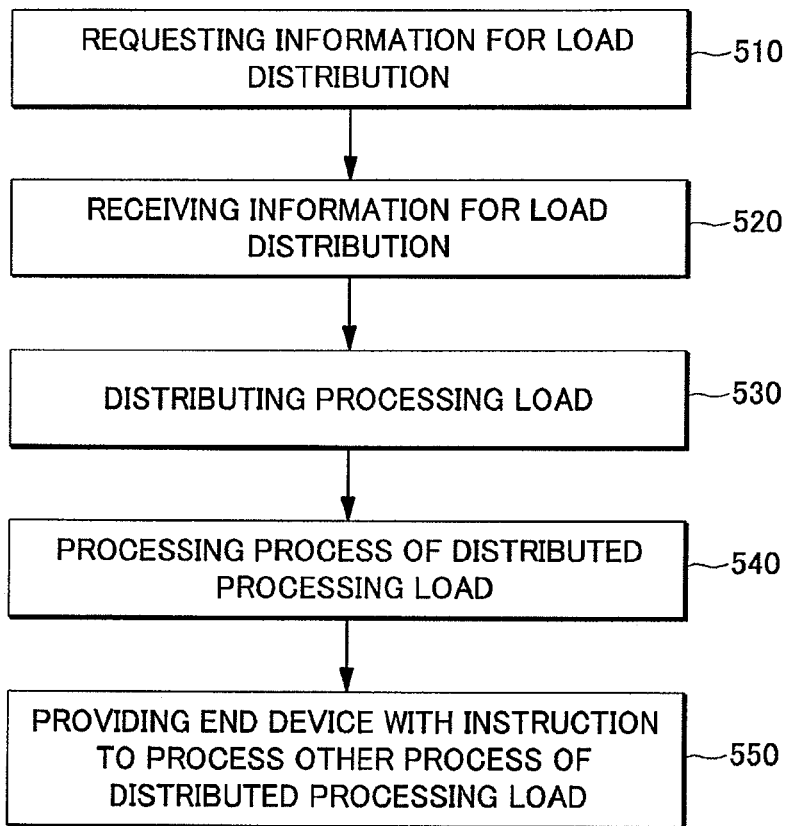 REQUESTING INFORMATION FOR LOAD
DISTRIBUTION
510
RECEIVING INFORMATION FOR LOAD
DISTRIBUTION
520
DISTRIBUTING PROCESSING LOAD
530
PROCESSING PROCESS OF DISTRIBUTED
PROCESSING LOAD
540
PROVIDING END DEVICE WITH INSTRUCTION
TO PROCESS OTHER PROCESS OF
DISTRIBUTED PROCESSING LOAD
550